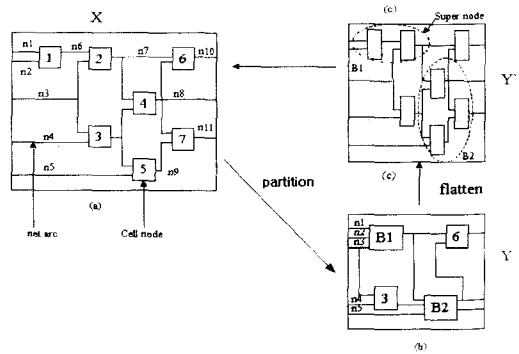 X
(c)
Super node
n1
n2
n6
n7
n10
1
2
6
n3
4
n8
n4
3
n11
7
n5
5
n9
(a)
net arc
Cell node
B1
B2
Y'
(c)
partition
flatten
n1
n2
n3
B1
6
n4
n5
3
B2
Y
(b)